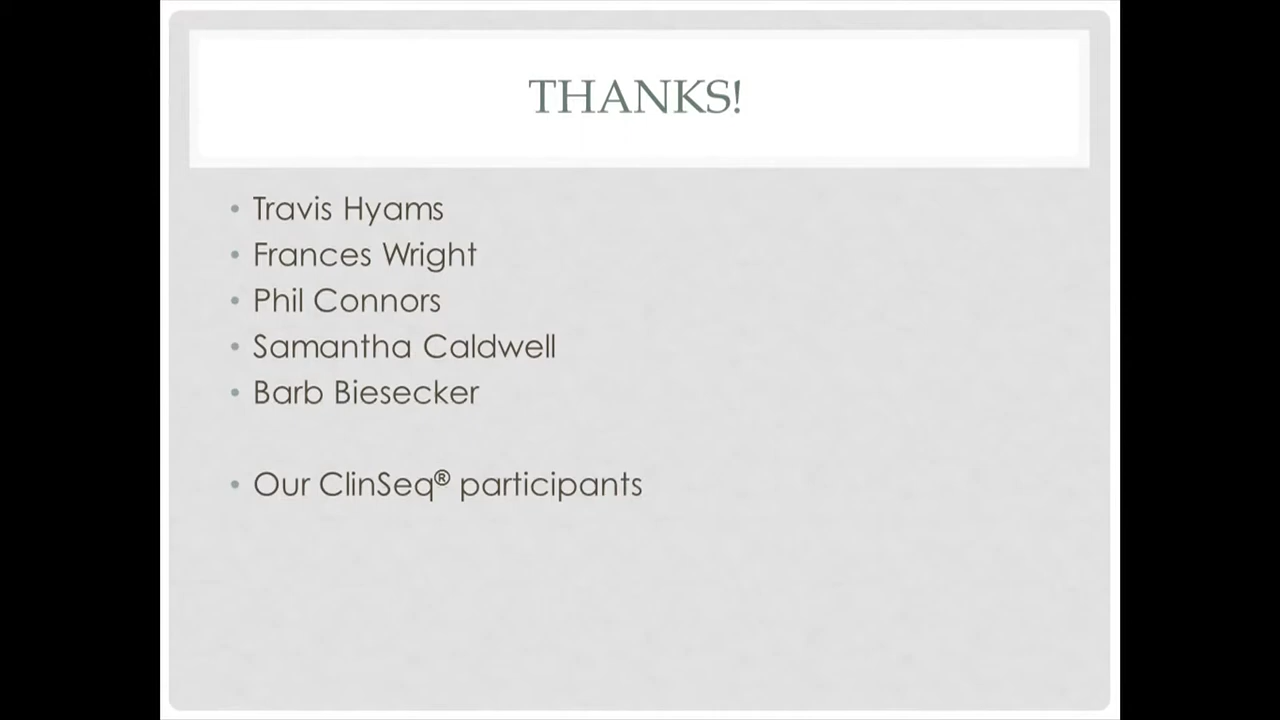 THANKS!
• Travis Hyams
• Frances Wright
• Phil Connors
• Samantha Caldwell
• Barb Biesecker
• Our ClinSeq® participants